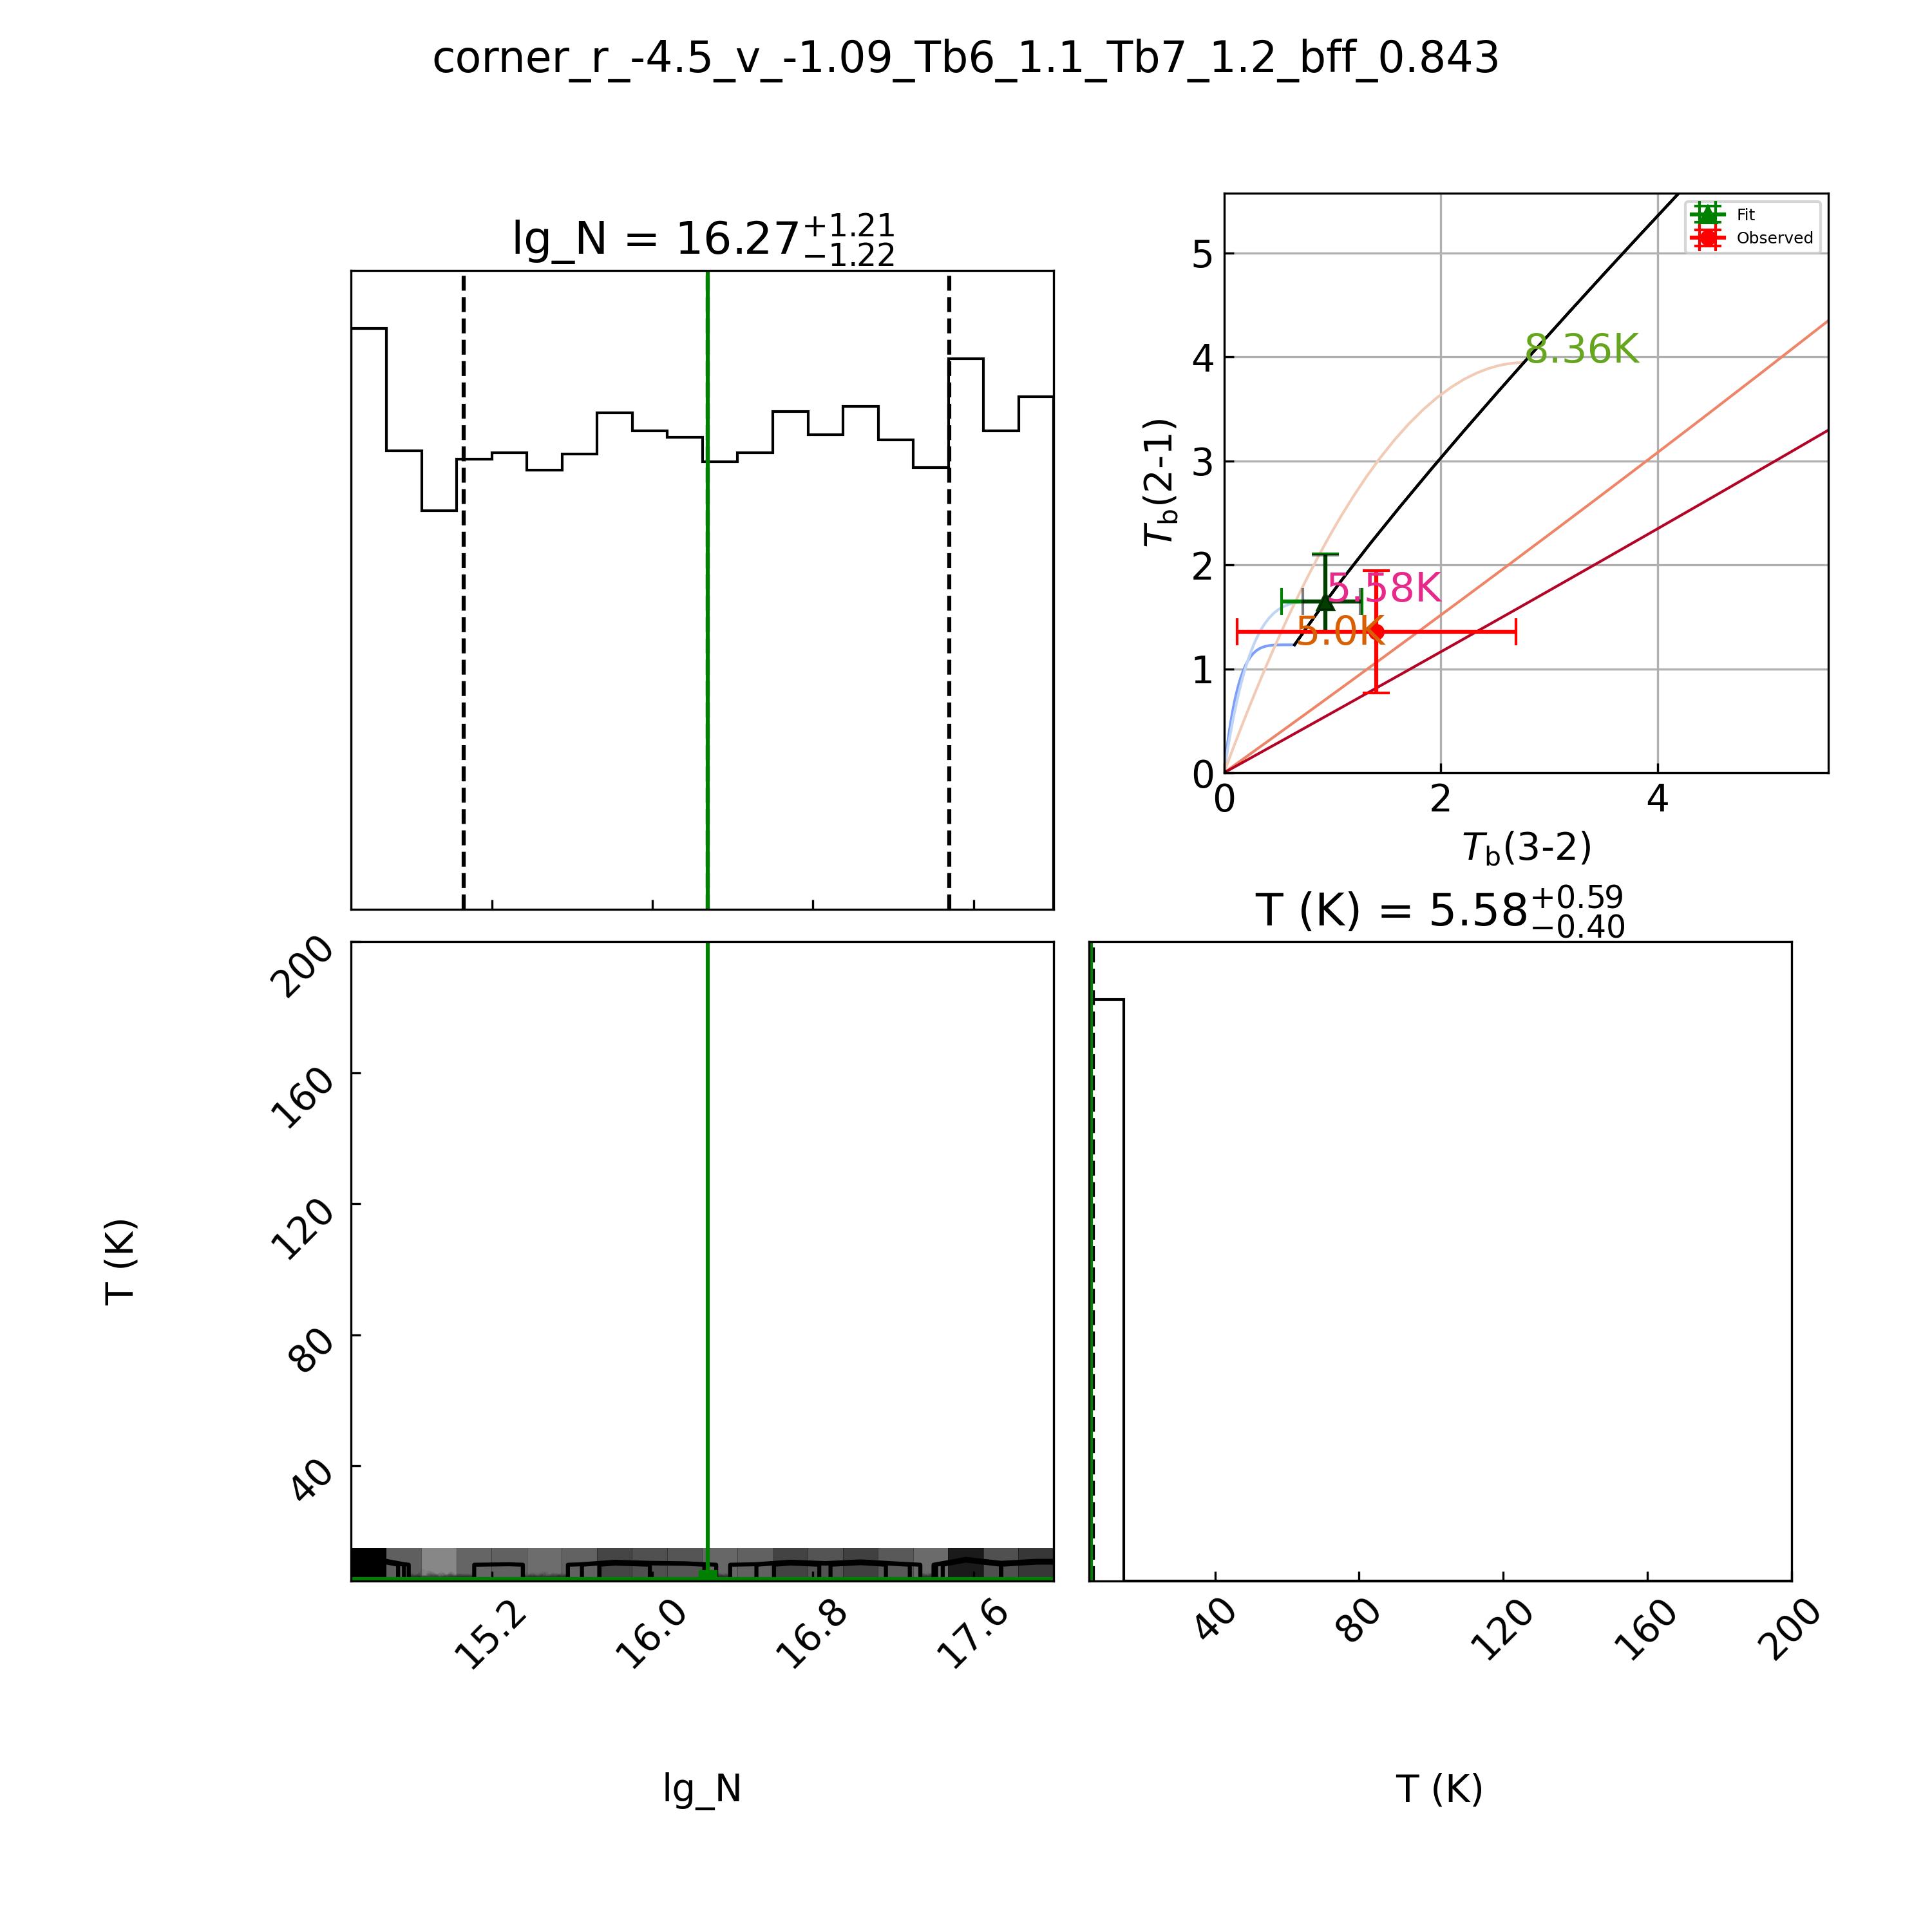 corner_r_-4.5_v_-1.09_Tb6_1.1_Tb7_1.2_bff_0.843
lg_N = 16.27+1.21−1.22
Fit
Observed
8.36K
5.58K
5.0K
5
4
3
2
1
0
Tb(2-1)
0 2 4
Tb(3-2)
T (K) = 5.58+0.59−0.40
200
160
120
80
40
T (K)
15.2 16.0 16.8 17.6
40 80 120 160 200
lg_N
T (K)